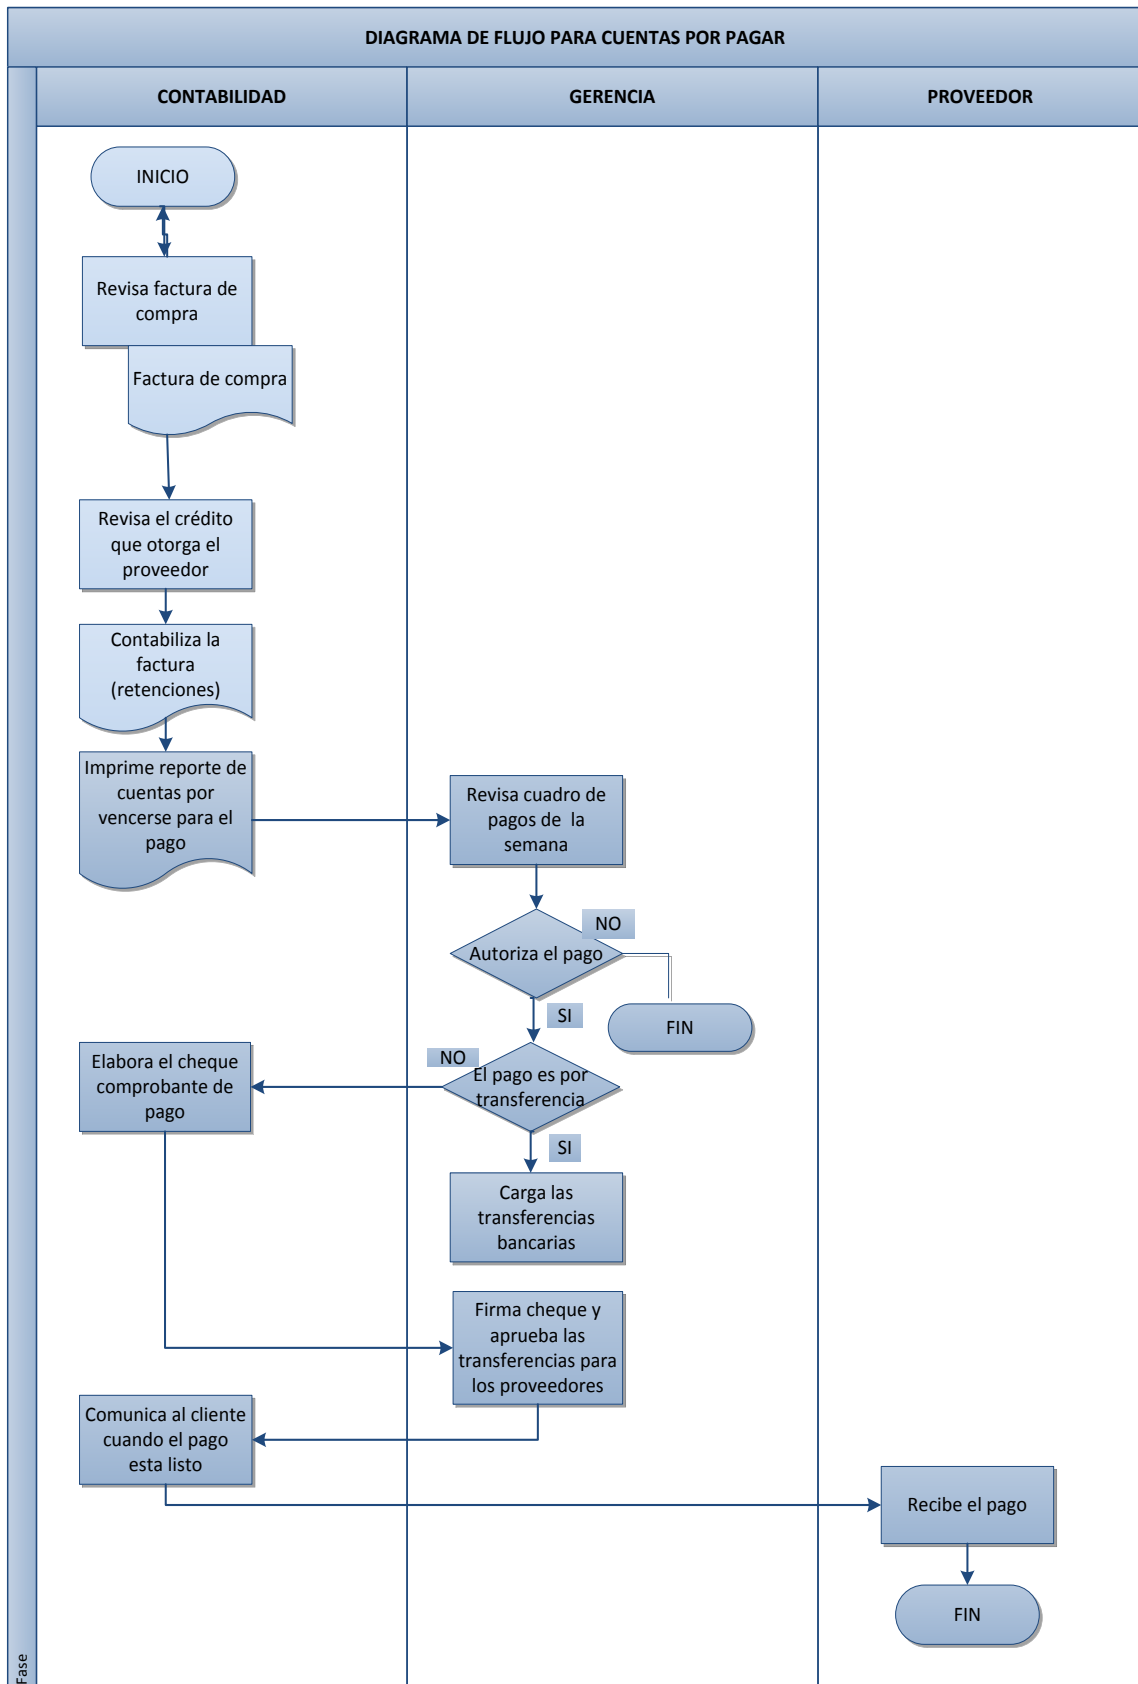 DIAGRAMA DE FLUJO PARA CUENTAS POR PAGAR
CONTABILIDAD
GERENCIA
PROVEEDOR
INICIO
Revisa factura de
compra
Factura de compra
Revisa el crédito
que otorga el
proveedor
Contabiliza la
factura
(retenciones)
Imprime reporte de
cuentas por
vencerse para el
pago
Revisa cuadro de
pagos de la
semana
NO
Autoriza el pago
SI
FIN
NO
El pago es por
transferencia
Elabora el cheque
comprobante de
pago
SI
Carga las
transferencias
bancarias
Firma cheque y
aprueba las
transferencias para
los proveedores
Comunica al cliente
cuando el pago
esta listo
Recibe el pago
FIN
Fase